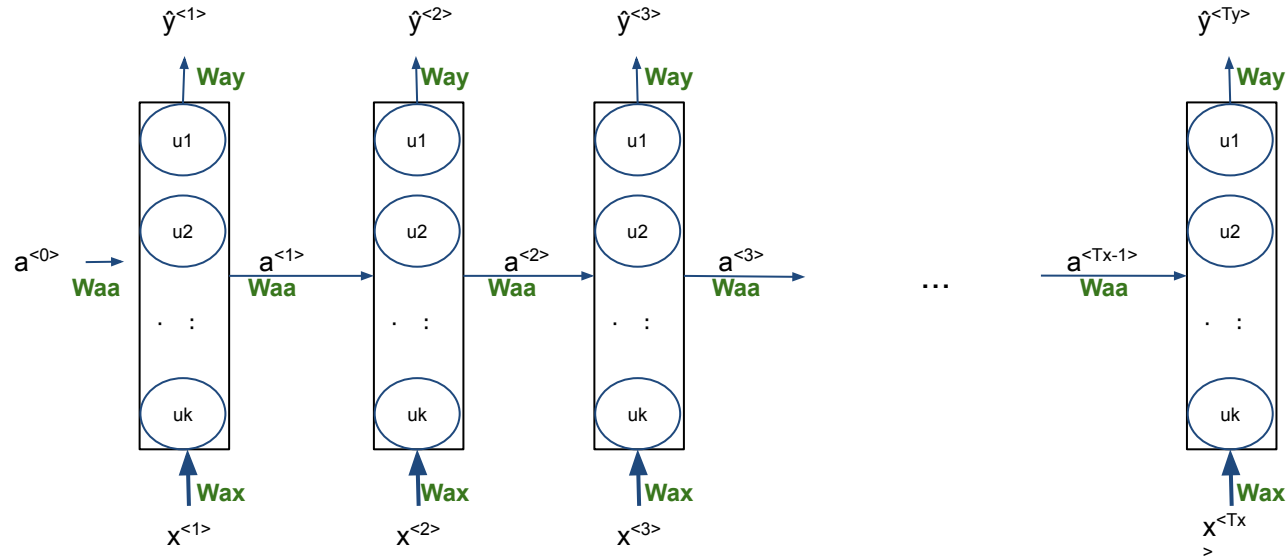 ŷ<1> ŷ<2> ŷ<3> ŷ<Ty>
Way Way Way Way
u1 u1 u1 u1
u2 u2 u2 u2
a<0> a<1> a<2> a<3> ... a<Tx-1>
Waa Waa Waa Waa Waa
. : . : . : . :
uk uk uk uk
Wax Wax Wax Wax
x<1> x<2> x<3> x<Tx
>